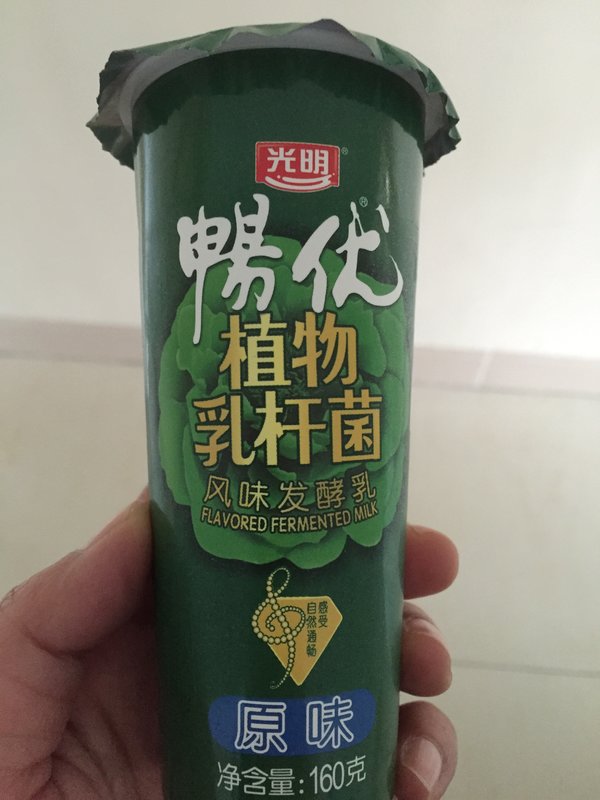 光明®
畅优®
植物
乳杆菌
风味发酵乳
FLAVORED FERMENTED MILK
感受
自然通畅
原味
净含量:160克